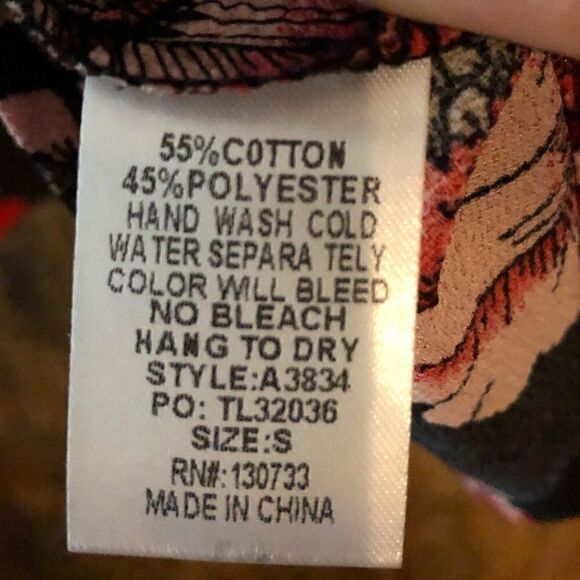 55%COTTON
45%POLYESTER
HAND WASH COLD
WATER SEPARA TELY
COLOR WILL BLEED
NO BLEACH
HANG TO DRY
STYLE:A3834
PO: TL32036
SIZE:S
RN#:130733
MADE IN CHINA